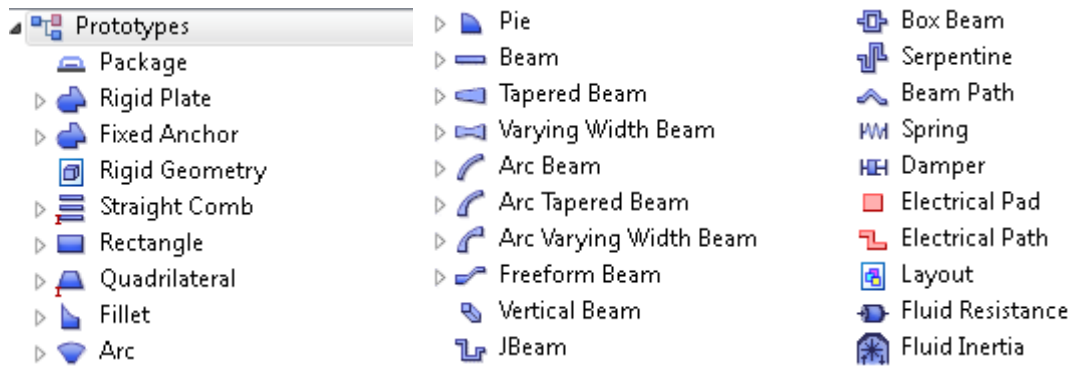 Prototypes
Package
Rigid Plate
Fixed Anchor
Rigid Geometry
Straight Comb
Rectangle
Quadrilateral
Fillet
Arc
Pie
Beam
Tapered Beam
Varying Width Beam
Arc Beam
Arc Tapered Beam
Arc Varying Width Beam
Freeform Beam
Vertical Beam
JBeam
Box Beam
Serpentine
Beam Path
Spring
Damper
Electrical Pad
Electrical Path
Layout
Fluid Resistance
Fluid Inertia